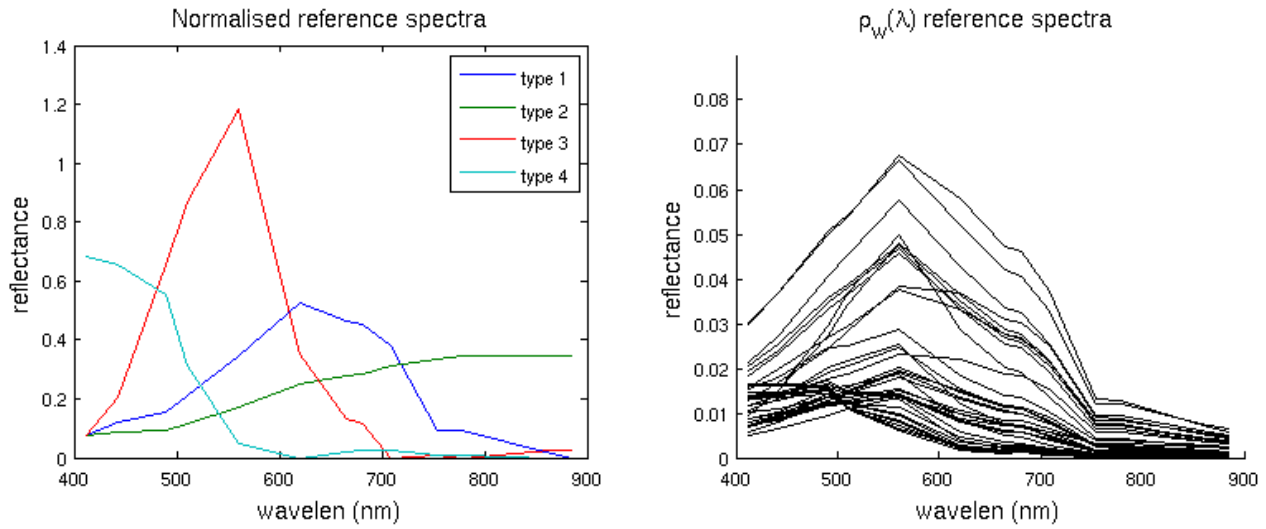 Normalised reference spectra
1.4
1.2
1
0.8
0.6
0.4
0.2
0
reflectance
400
500
600
700
800
900
wavelen (nm)
type 1
type 2
type 3
type 4
ρw(λ) reference spectra
0.08
0.07
0.06
0.05
0.04
0.03
0.02
0.01
0
reflectance
400
500
600
700
800
900
wavelen (nm)